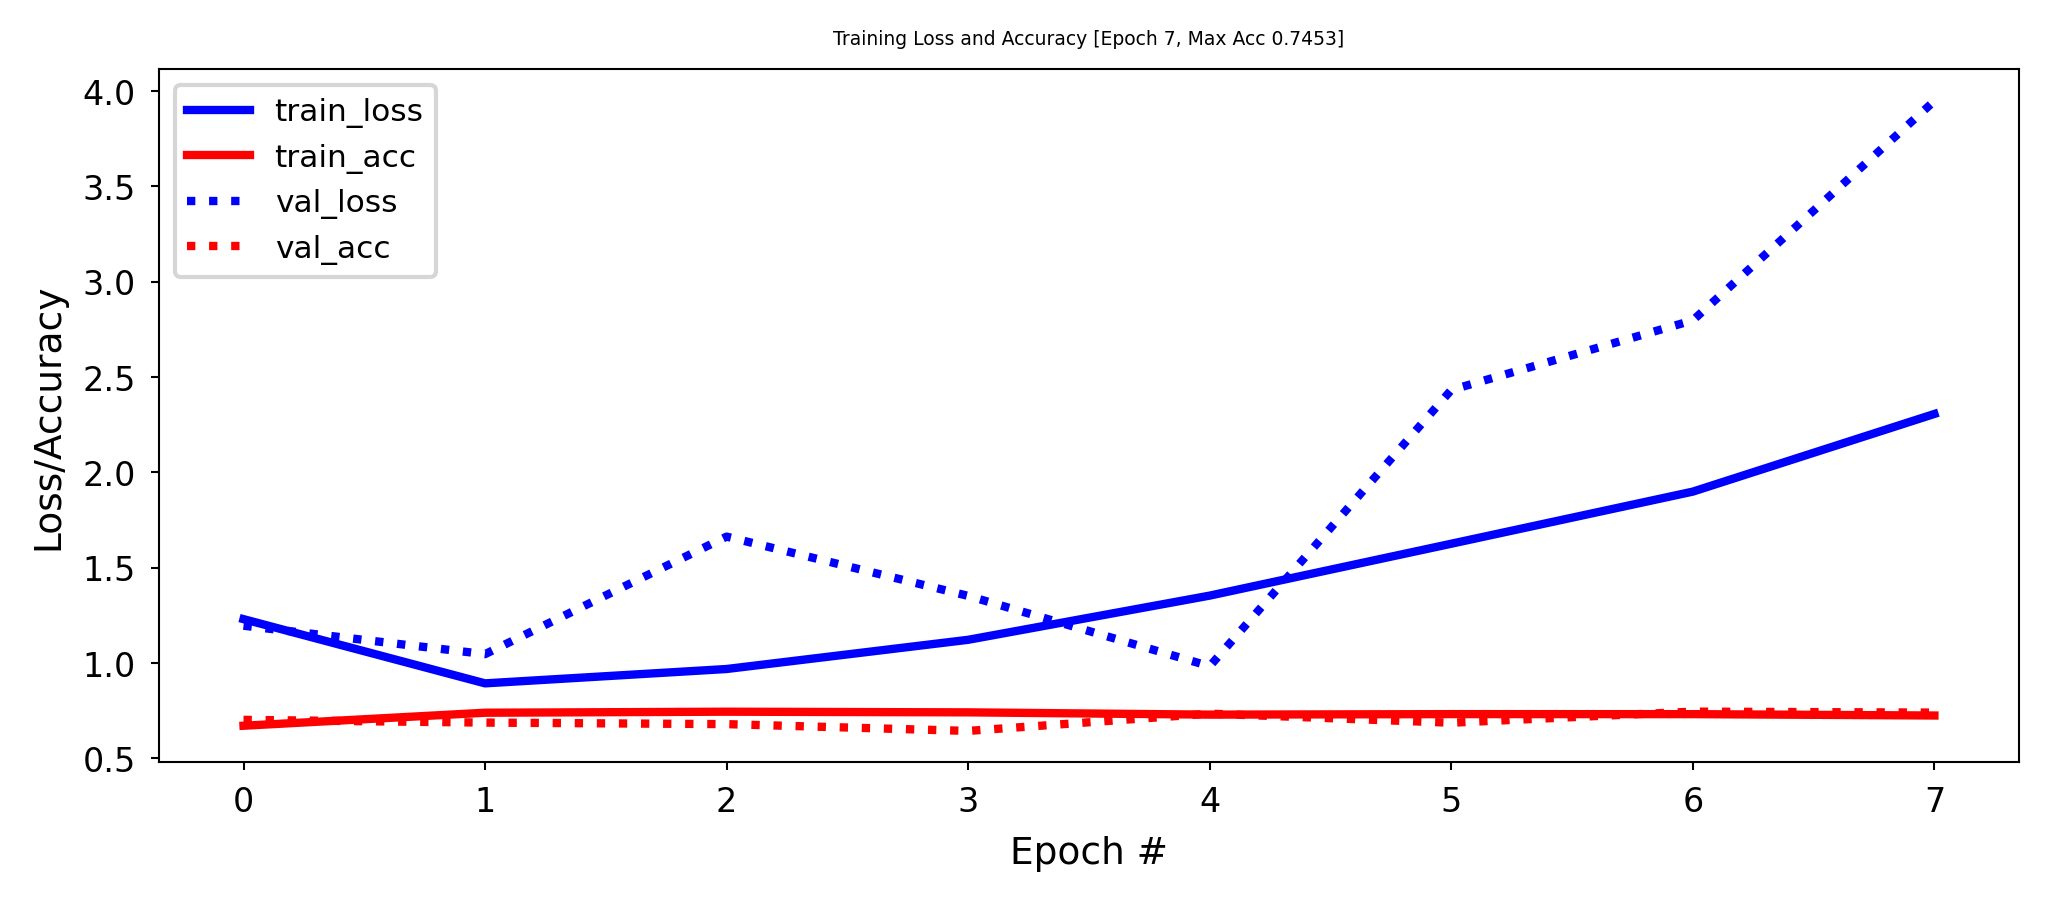 Training Loss and Accuracy [Epoch 7, Max Acc 0.7453]
4.0
3.5
3.0
2.5
2.0
1.5
1.0
0.5
Loss/Accuracy
train_loss
train_acc
val_loss
val_acc
0 1 2 3 4 5 6 7
Epoch #